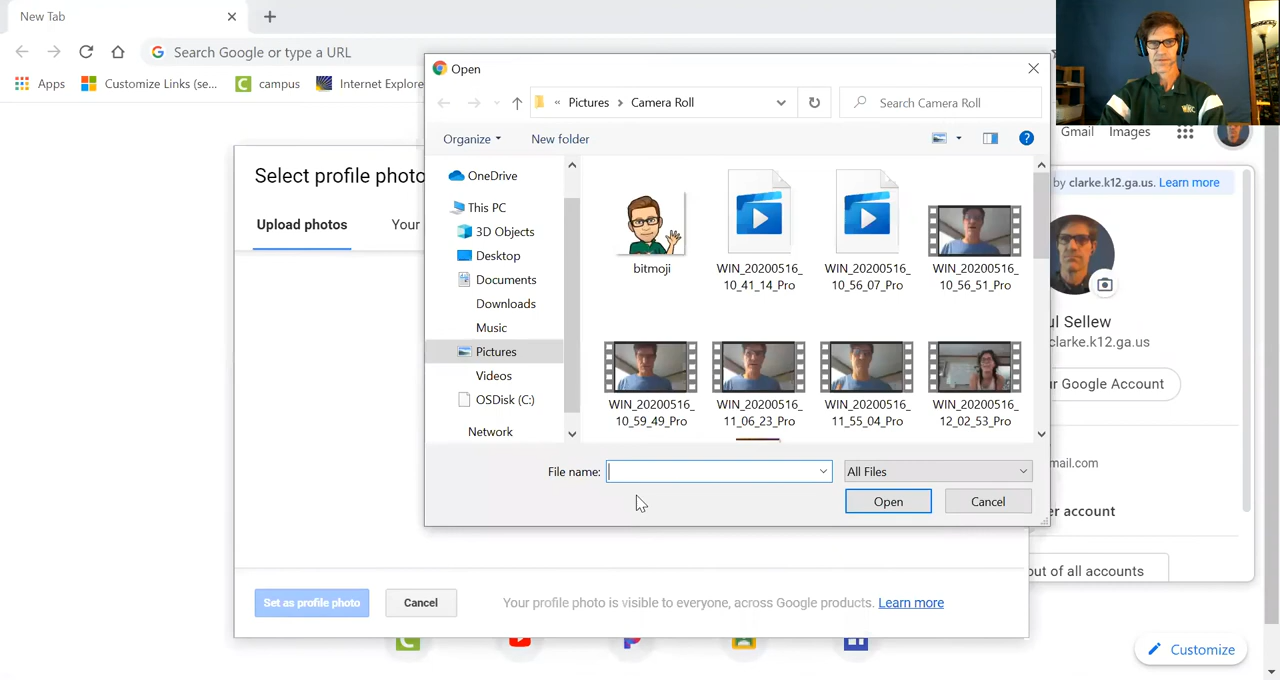 New Tab
Search Google or type a URL
Apps
Customize Links (se...
campus
Internet Explore
Open
« Pictures › Camera Roll
Search Camera Roll
Organize
New folder
OneDrive
This PC
3D Objects
Desktop
Documents
Downloads
Music
Pictures
Videos
OSDisk (C:)
Network
bitmoji
WIN_20200516_
10_41_14_Pro
WIN_20200516_
10_56_07_Pro
WIN_20200516_
10_56_51_Pro
WIN_20200516_
10_59_49_Pro
WIN_20200516_
11_06_23_Pro
WIN_20200516_
11_55_04_Pro
WIN_20200516_
12_02_53_Pro
File name:
All Files
Open
Cancel
Select profile photo
Upload photos
Your
Set as profile photo
Cancel
Your profile photo is visible to everyone, across Google products. Learn more
WKC
Gmail
Images
by clarke.k12.ga.us. Learn more
ul Sellew
clarke.k12.ga.us
ur Google Account
mail.com
er account
out of all accounts
Customize